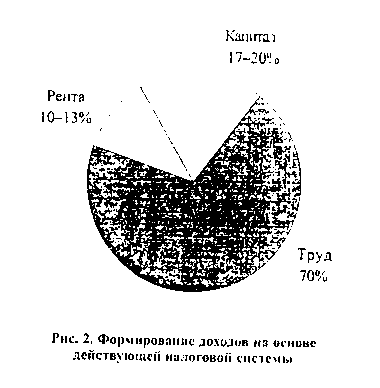 Капитал
17–20%
Рента
10–13%
Труд
70%
Рис. 2. Формирование доходов на основе
действующей налоговой системы